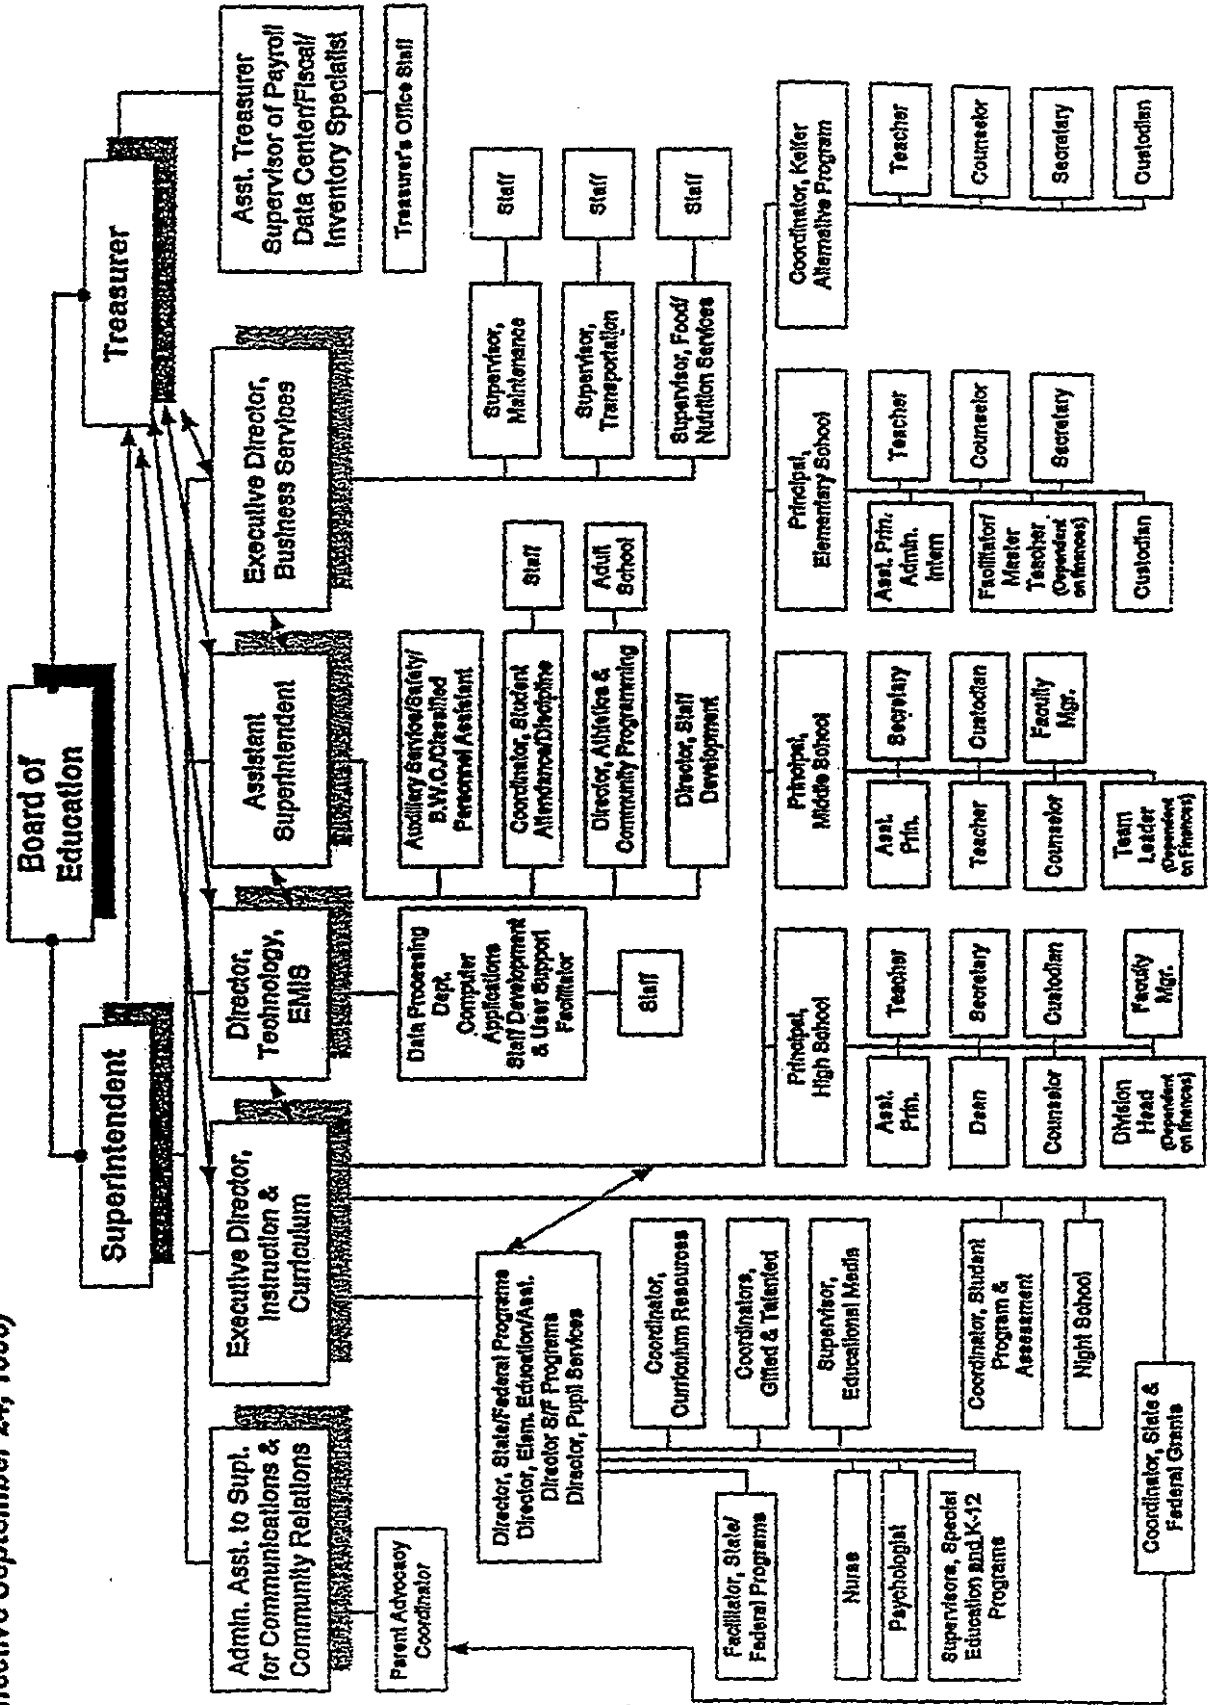 Board of
Education
Superintendent
Treasurer
Admin. Asst. to Supt.
for Communications &
Community Relations
Executive Director,
Instruction &
Curriculum
Director,
Technology,
EMIS
Assistant
Superintendent
Executive Director,
Business Services
Asst. Treasurer
Supervisor of Payroll
Data Center/Fiscal/
Inventory Specialist
Treasurer's Office Staff
Parent Advocacy
Coordinator
Director, State/Federal Programs
Director, Elem. Education/Asst.
Director S/F Programs
Director, Pupil Services
Data Processing
Dept.
Computer
Applications
Staff Development
& User Support
Facilitator
Staff
Auxiliary Service/Safety/
B.W.C./Classified
Personnel Assistant
Coordinator, Student
Attendance/Discipline
Staff
Director, Athletics &
Community Programming
Adult
School
Director, Staff
Development
Supervisor,
Maintenance
Staff
Supervisor,
Transportation
Staff
Supervisor, Food/
Nutrition Services
Staff
Coordinator,
Curriculum Resources
Coordinators,
Gifted & Talented
Supervisor,
Educational Media
Facilitator, State/
Federal Programs
Nurse
Psychologist
Supervisors, Special
Education and K-12
Programs
Coordinator, Student
Program &
Assessment
Night School
Coordinator, State &
Federal Grants
Principal,
High School
Asst.
Prin.
Teacher
Dean
Secretary
Counselor
Custodian
Division
Head
(Dependent
on finances)
Faculty
Mgr.
Principal,
Middle School
Asst.
Prin.
Secretary
Teacher
Custodian
Counselor
Faculty
Mgr.
Team
Leader
(Dependent
on Finances)
Principal,
Elementary School
Asst. Prin.
Admin.
Intern
Teacher
Facilitator/
Master
Teacher
(Dependent
on finances)
Counselor
Secretary
Custodian
Coordinator, Keifer
Alternative Program
Teacher
Counselor
Secretary
Custodian